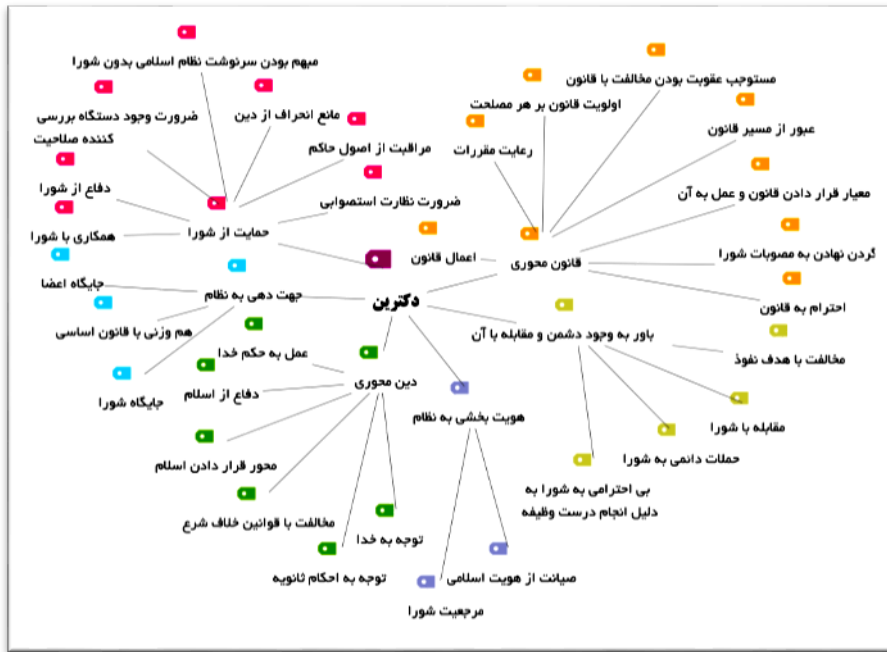 مبهم بودن سرنوشت نظام اسلامی بدون شورا
مستوجب عقوبت بودن مخالفت با قانون
ضرورت وجود دستگاه بررسی
کننده صلاحیت
مانع انحراف از دین
اولویت قانون بر هر مصلحت
عبور از مسیر قانون
مراقبت از اصول حاکم
رعایت مقررات
دفاع از شورا
ضرورت نظارت استصوابی
معیار قرار دادن قانون و عمل به آن
همکاری با شورا
حمایت از شورا
اعمال قانون
قانون محوری
گردن نهادن به مصوبات شورا
جایگاه اعضا
جهت دهی به نظام
دکترین
احترام به قانون
هم وزنی با قانون اساسی
باور به وجود دشمن و مقابله با آن
عمل به حکم خدا
مخالفت با هدف نفوذ
جایگاه شورا
دفاع از اسلام
دین محوری
هویت بخشی به نظام
مقابله با شورا
محور قرار دادن اسلام
حملات دائمی به شورا
بی احترامی به شورا به
دلیل انجام درست وظیفه
مخالفت با قوانین خلاف شرع
توجه به خدا
توجه به احکام ثانویه
صیانت از هویت اسلامی
مرجعیت شورا